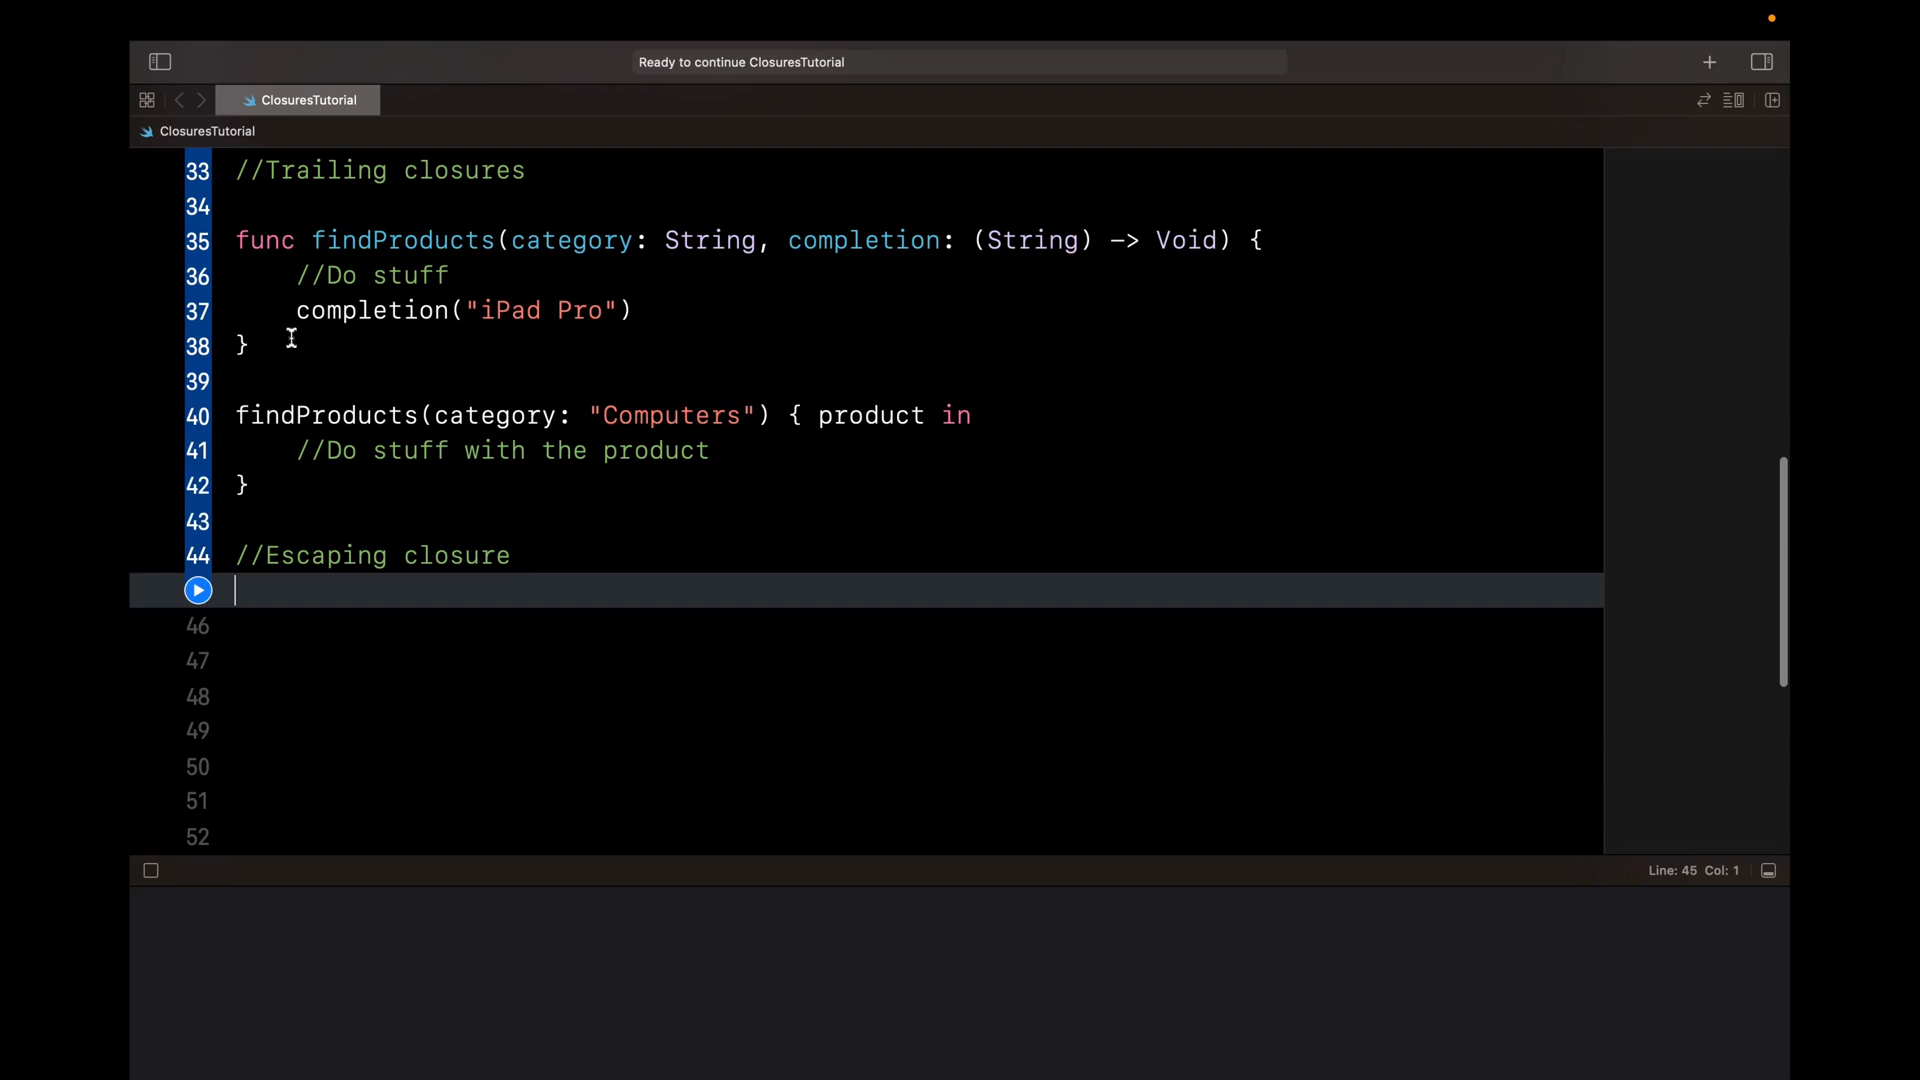 Ready to continue ClosuresTutorial
ClosuresTutorial
ClosuresTutorial
33 //Trailing closures
34
35 func findProducts(category: String, completion: (String) -> Void) {
36 //Do stuff
37 completion("iPad Pro")
38 }
39
40 findProducts(category: "Computers") { product in
41 //Do stuff with the product
42 }
43
44 //Escaping closure
46
47
48
49
50
51
52
Line: 45 Col: 1